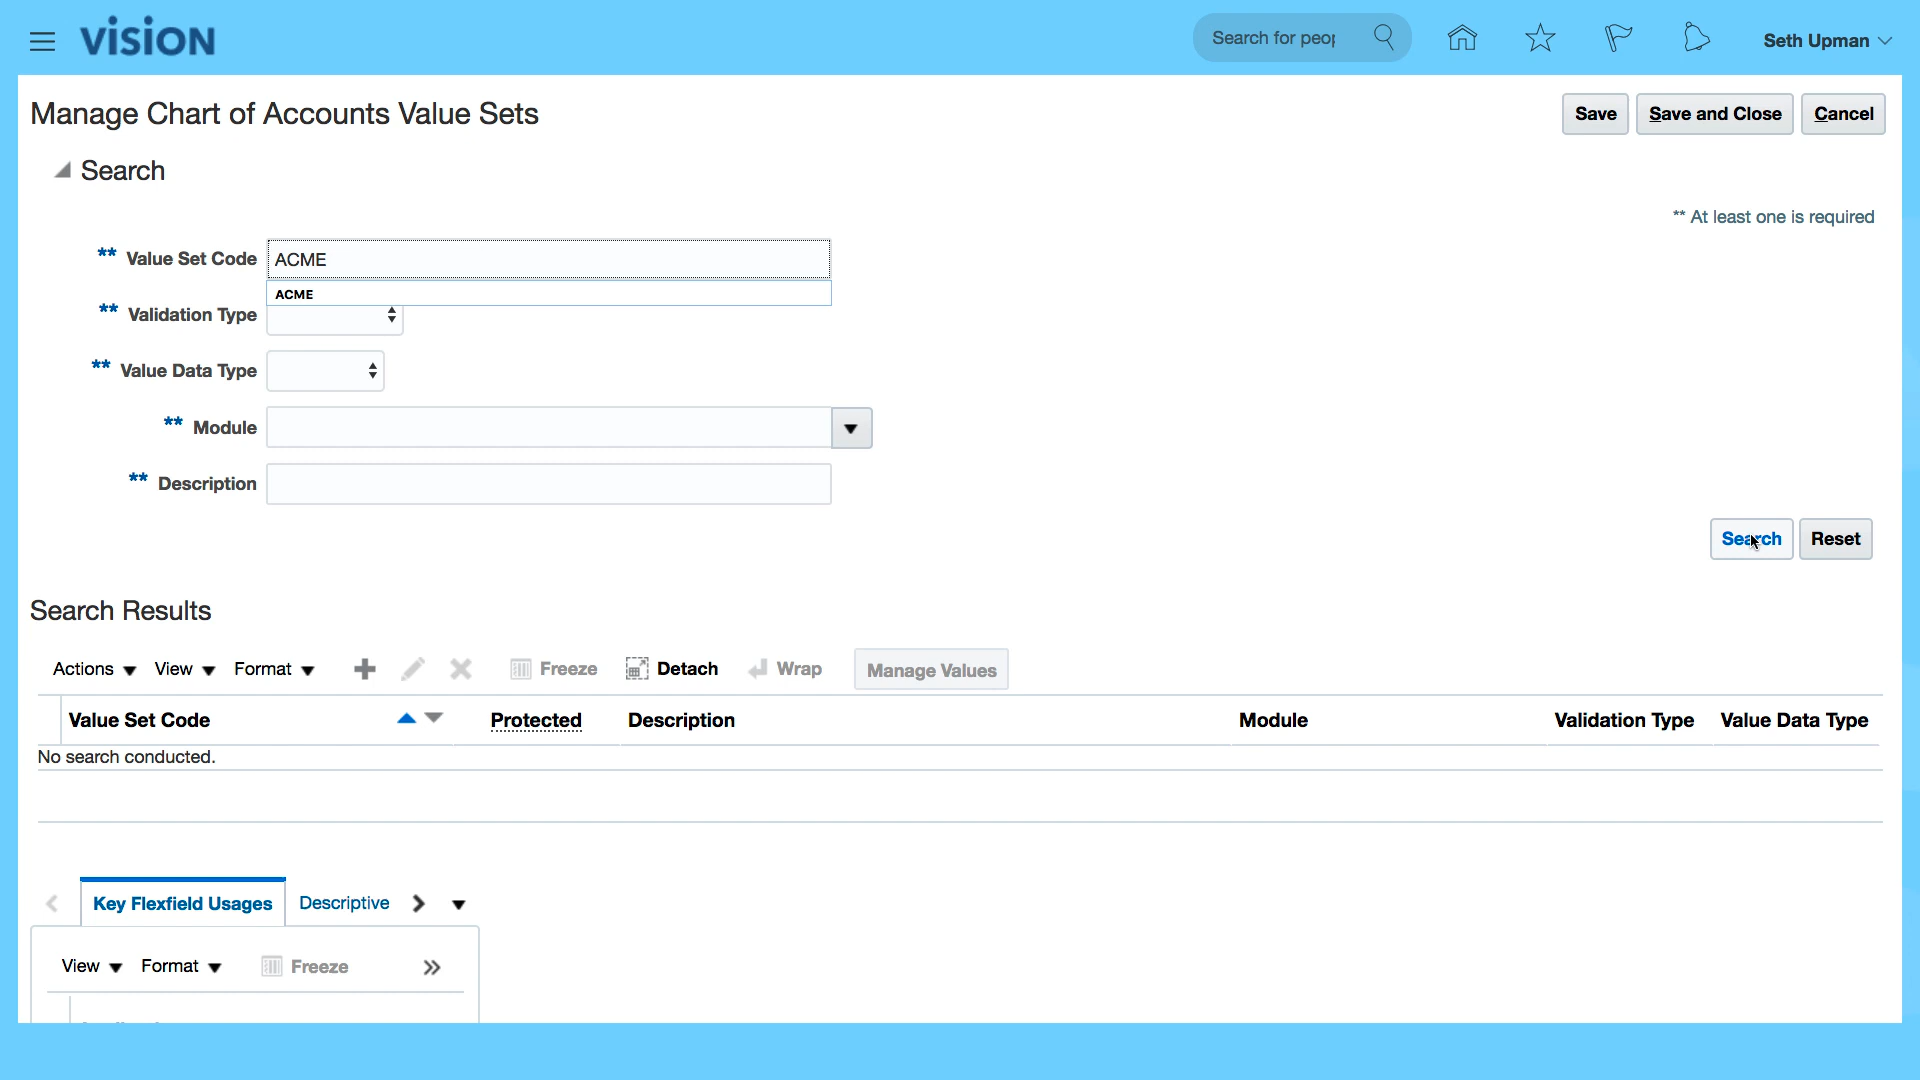 vision
Search for peop
Seth Upman
Manage Chart of Accounts Value Sets
Save
Save and Close
Cancel
Search
** At least one is required
** Value Set Code ACME
ACME
** Validation Type
** Value Data Type
** Module
** Description
Search
Reset
Search Results
Actions View Format Freeze Detach Wrap Manage Values
Value Set Code Protected Description Module Validation Type Value Data Type
No search conducted.
Key Flexfield Usages Descriptive
View Format Freeze